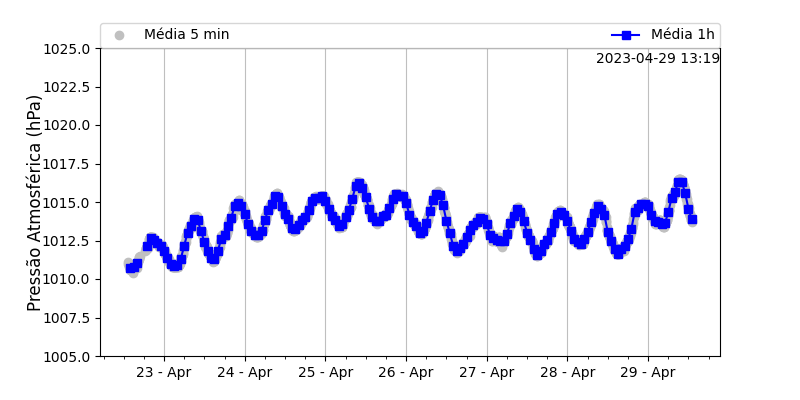 Média 5 min
Média 1h
2023-04-29 13:19
Pressão Atmosférica (hPa)
1025.0
1022.5
1020.0
1017.5
1015.0
1012.5
1010.0
1007.5
1005.0
23 - Apr
24 - Apr
25 - Apr
26 - Apr
27 - Apr
28 - Apr
29 - Apr